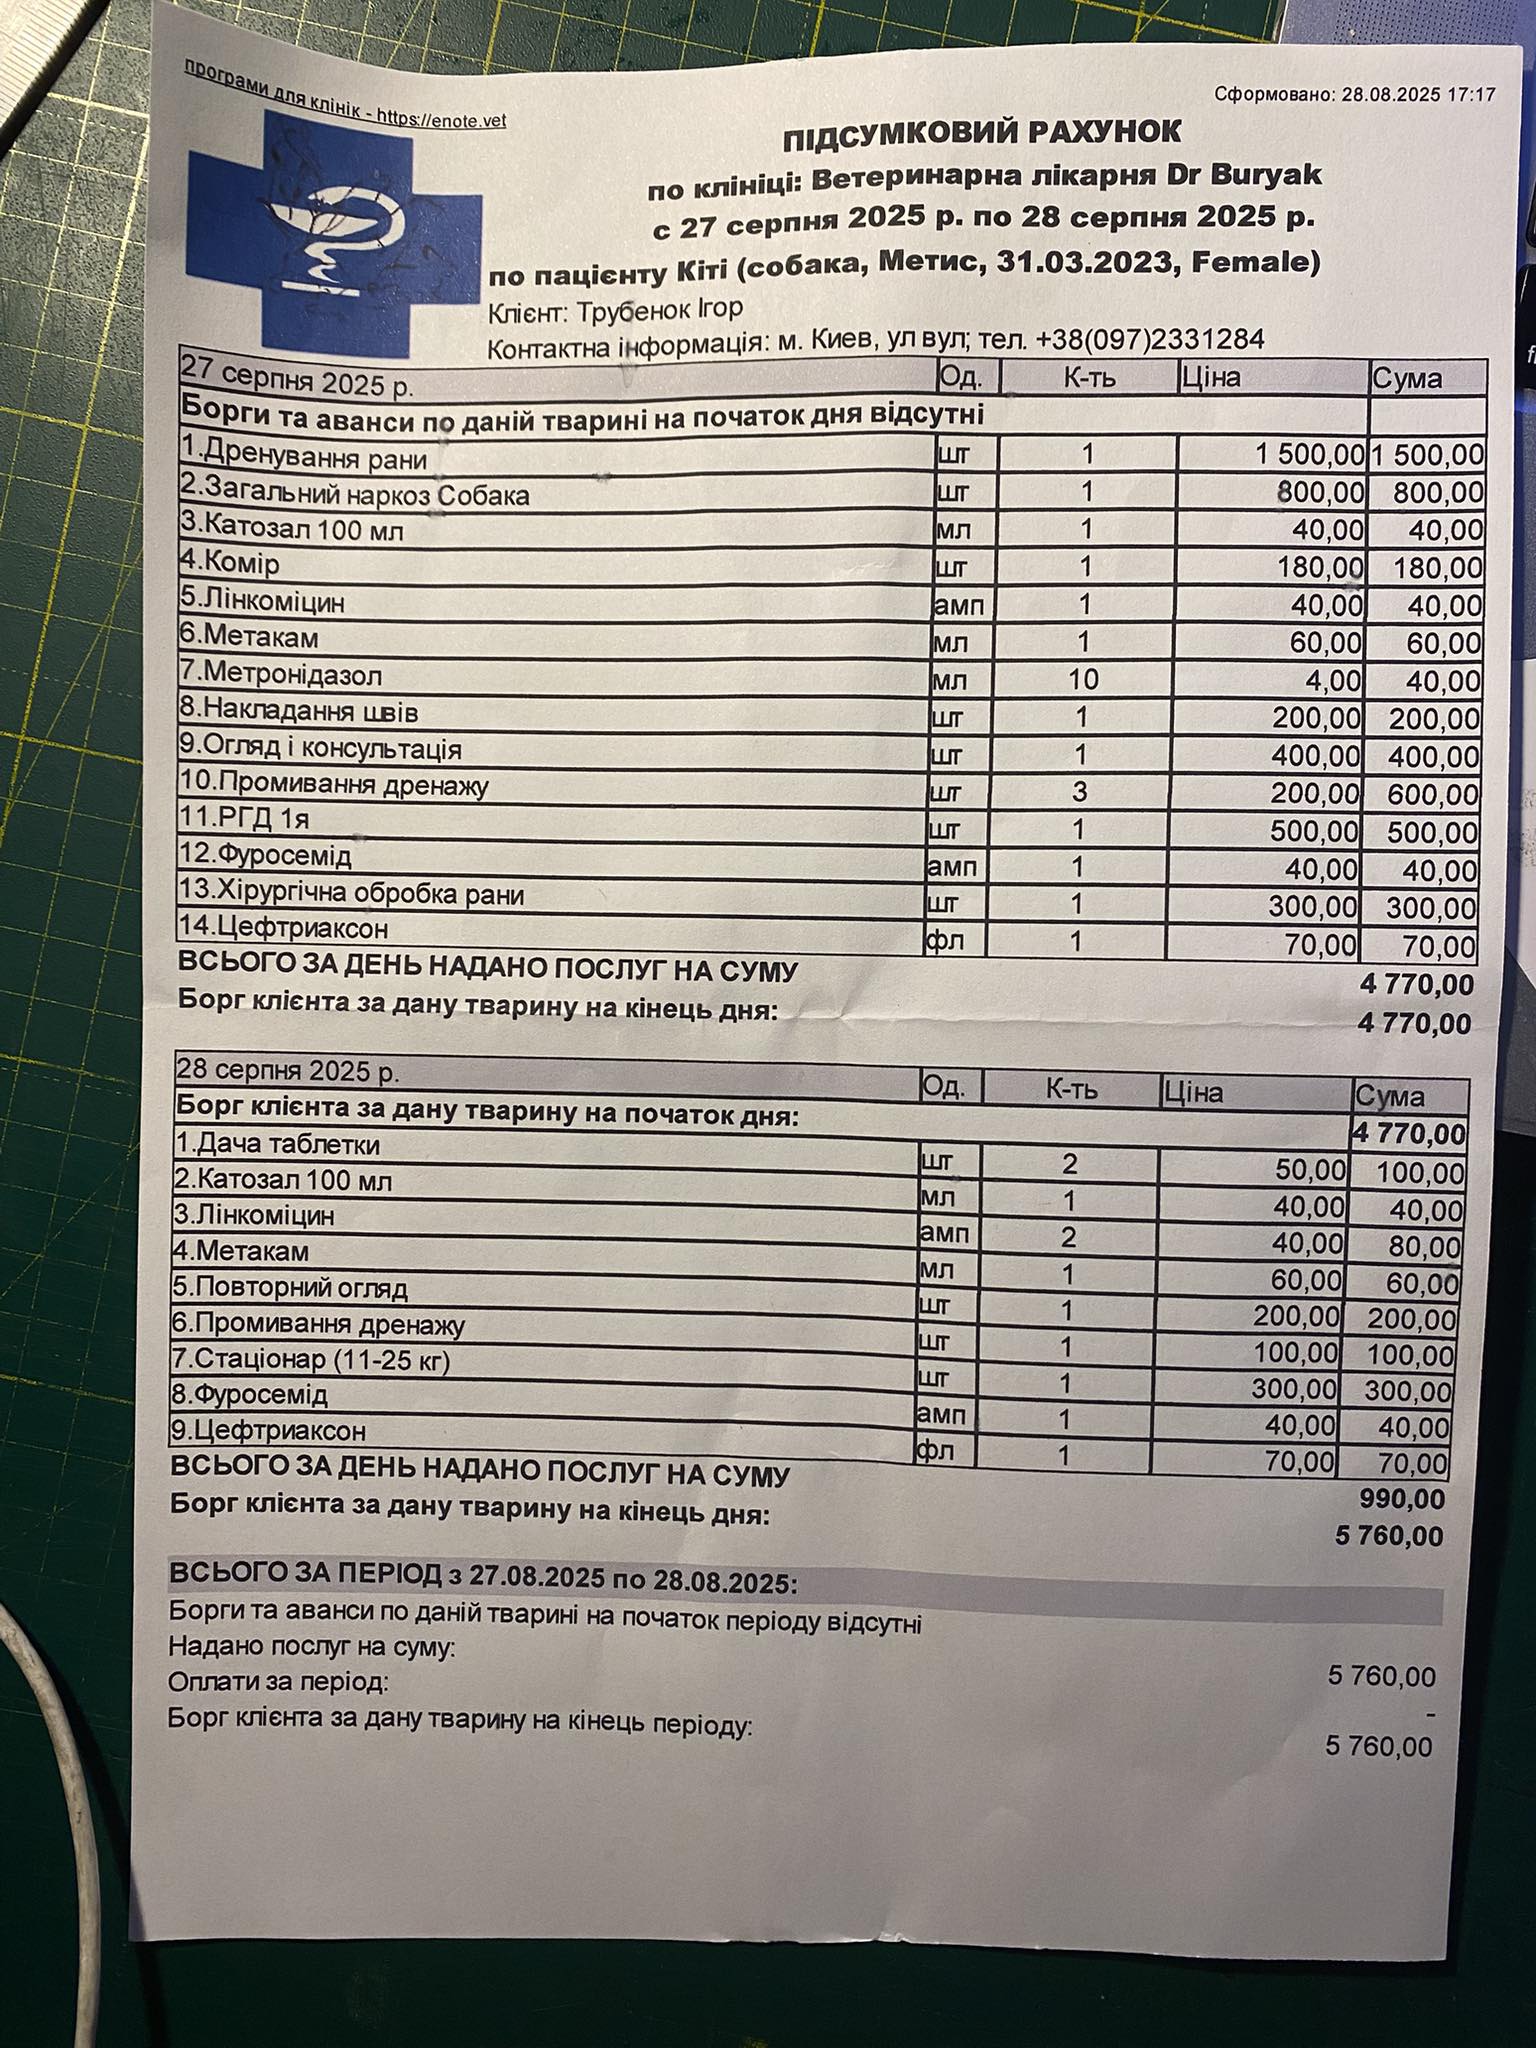 програми для клінік - https://enote.vet
Сформовано: 28.08.2025 17:17
ПІДСУМКОВИЙ РАХУНОК
по клініці: Ветеринарна лікарня Dr Buryak
с 27 серпня 2025 р. по 28 серпня 2025 р.
по пацієнту Кіті (собака, Метис, 31.03.2023, Female)
Клієнт: Трубенок Ігор
Контактна інформація: м. Киев, ул вул; тел. +38(097)2331284
27 серпня 2025 р. Од. К-ть Ціна Сума
Борги та аванси по даній тварині на початок дня відсутні
1.Дренування рани шт 1 1 500,00 1 500,00
2.Загальний наркоз Собака шт 1 800,00 800,00
3.Катозал 100 мл мл 1 40,00 40,00
4.Комір шт 1 180,00 180,00
5.Лінкоміцин амп 1 40,00 40,00
6.Метакам мл 1 60,00 60,00
7.Метронідазол мл 10 4,00 40,00
8.Накладання швів шт 1 200,00 200,00
9.Огляд і консультація шт 1 400,00 400,00
10.Промивання дренажу шт 3 200,00 600,00
11.РГД 1я шт 1 500,00 500,00
12.Фуросемід амп 1 40,00 40,00
13.Хірургічна обробка рани шт 1 300,00 300,00
14.Цефтриаксон фл 1 70,00 70,00
ВСЬОГО ЗА ДЕНЬ НАДАНО ПОСЛУГ НА СУМУ 4 770,00
Борг клієнта за дану тварину на кінець дня: 4 770,00
28 серпня 2025 р. Од. К-ть Ціна Сума
Борг клієнта за дану тварину на початок дня: 4 770,00
1.Дача таблетки шт 2 50,00 100,00
2.Катозал 100 мл мл 1 40,00 40,00
3.Лінкоміцин амп 2 40,00 80,00
4.Метакам мл 1 60,00 60,00
5.Повторний огляд шт 1 200,00 200,00
6.Промивання дренажу шт 1 100,00 100,00
7.Стаціонар (11-25 кг) шт 1 300,00 300,00
8.Фуросемід амп 1 40,00 40,00
9.Цефтриаксон фл 1 70,00 70,00
ВСЬОГО ЗА ДЕНЬ НАДАНО ПОСЛУГ НА СУМУ 990,00
Борг клієнта за дану тварину на кінець дня: 5 760,00
ВСЬОГО ЗА ПЕРІОД з 27.08.2025 по 28.08.2025:
Борги та аванси по даній тварині на початок періоду відсутні
Надано послуг на суму: 5 760,00
Оплати за період: -
Борг клієнта за дану тварину на кінець періоду: 5 760,00